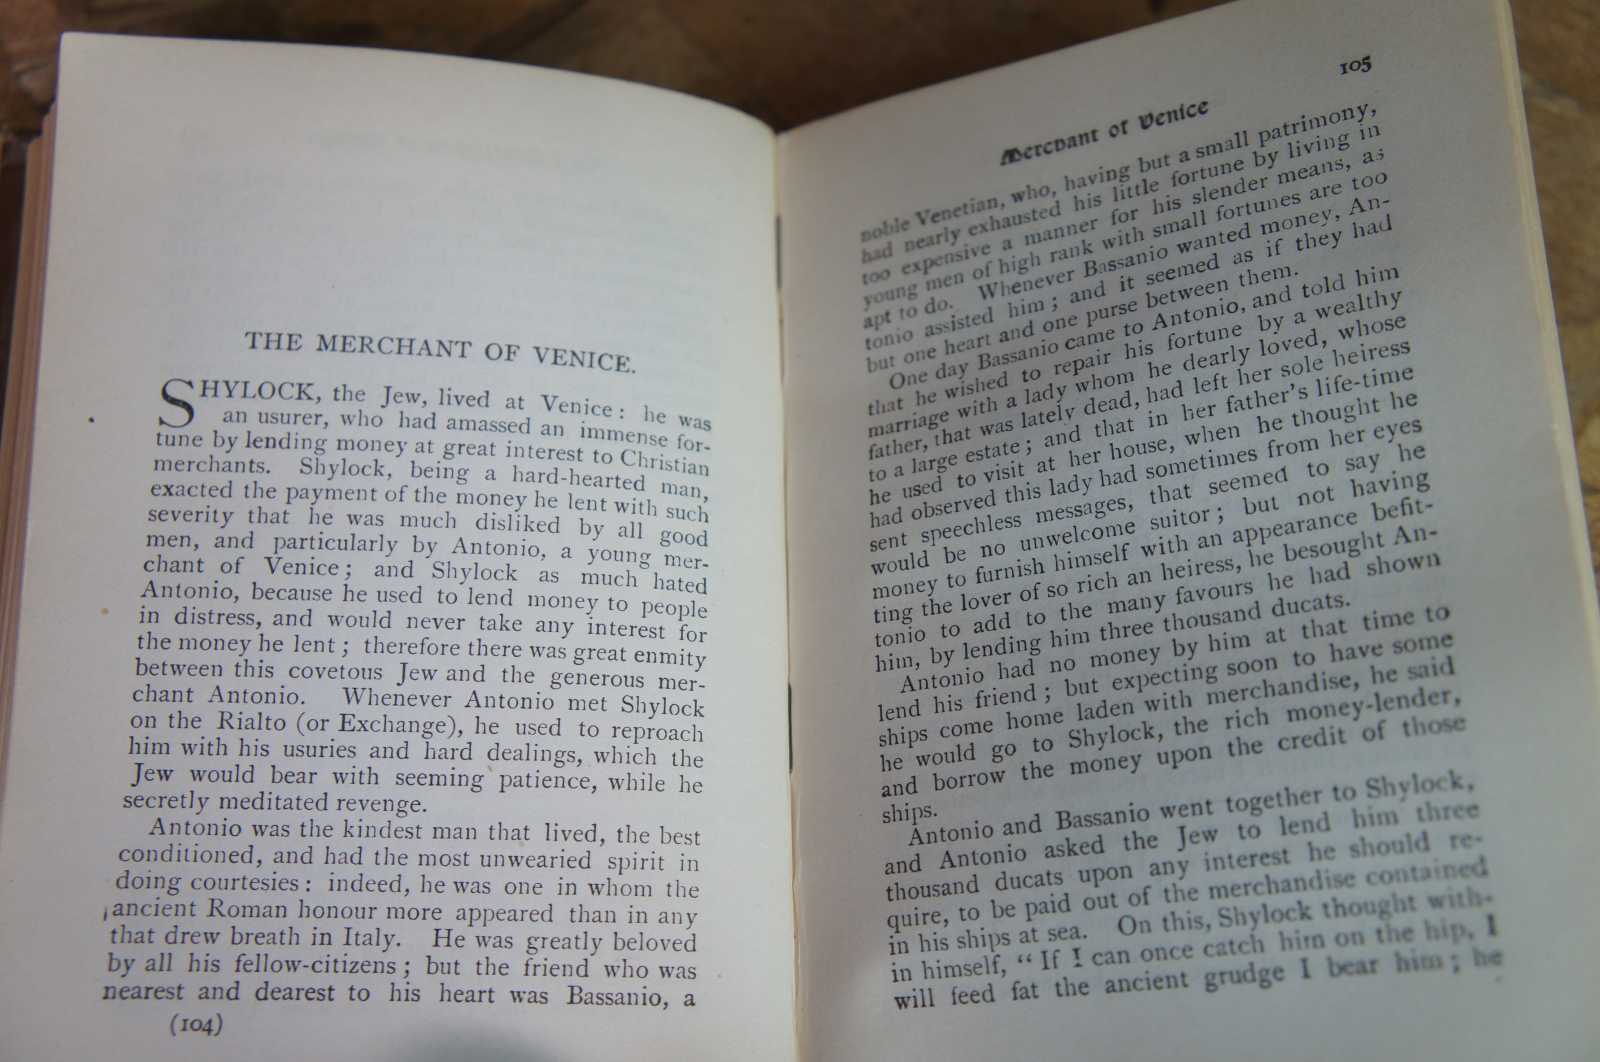 THE MERCHANT OF VENICE.
SHYLOCK, the Jew, lived at Venice: he was
an usurer, who had amassed an immense for-
tune by lending money at great interest to Christian
merchants. Shylock, being a hard-hearted man,
exacted the payment of the money he lent with such
severity that he was much disliked by all good
men, and particularly by Antonio, a young mer-
chant of Venice; and Shylock as much hated
Antonio, because he used to lend money to people
in distress, and would never take any interest for
the money he lent; therefore there was great enmity
between this covetous Jew and the generous mer-
chant Antonio. Whenever Antonio met Shylock
on the Rialto (or Exchange), he used to reproach
him with his usuries and hard dealings, which the
Jew would bear with seeming patience, while he
secretly meditated revenge.
Antonio was the kindest man that lived, the best
conditioned, and had the most unwearied spirit in
doing courtesies: indeed, he was one in whom the
ancient Roman honour more appeared than in any
that drew breath in Italy. He was greatly beloved
by all his fellow-citizens; but the friend who was
nearest and dearest to his heart was Bassanio, a
(104)
Merchant of Venice 105
noble Venetian, who, having but a small patrimony,
had nearly exhausted his little fortune by living in
too expensive a manner for his slender means, as
young men of high rank with small fortunes are too
apt to do. Whenever Bassanio wanted money, An-
tonio assisted him; and it seemed as if they had
but one heart and one purse between them.
One day Bassanio came to Antonio, and told him
that he wished to repair his fortune by a wealthy
marriage with a lady whom he dearly loved, whose
father, that was lately dead, had left her sole heiress
to a large estate; and that in her father's life-time
he used to visit at her house, when he thought he
had observed this lady had sometimes from her eyes
sent speechless messages, that seemed to say he
would be no unwelcome suitor; but not having
money to furnish himself with an appearance befit-
ting the lover of so rich an heiress, he besought An-
tonio to add to the many favours he had shown
him, by lending him three thousand ducats.
Antonio had no money by him at that time to
lend his friend; but expecting soon to have some
ships come home laden with merchandise, he said
he would go to Shylock, the rich money-lender,
and borrow the money upon the credit of those
ships.
Antonio and Bassanio went together to Shylock,
and Antonio asked the Jew to lend him three
thousand ducats upon any interest he should re-
quire, to be paid out of the merchandise contained
in his ships at sea. On this, Shylock thought with-
in himself, "If I can once catch him on the hip, I
will feed fat the ancient grudge I bear him; he